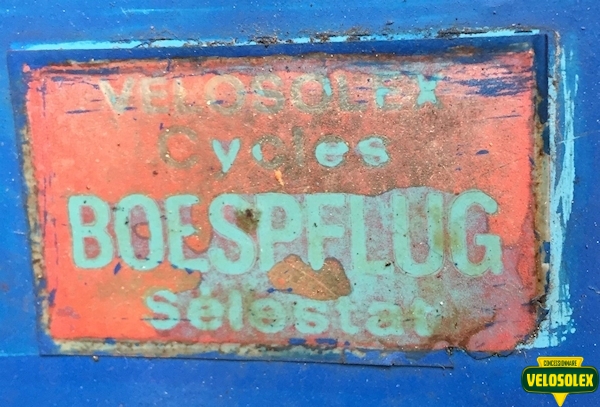 VELOSOLEX
Cycles
BOESPFLUG
Sélestat
CONCESSIONNAIRE
VELOSOLEX